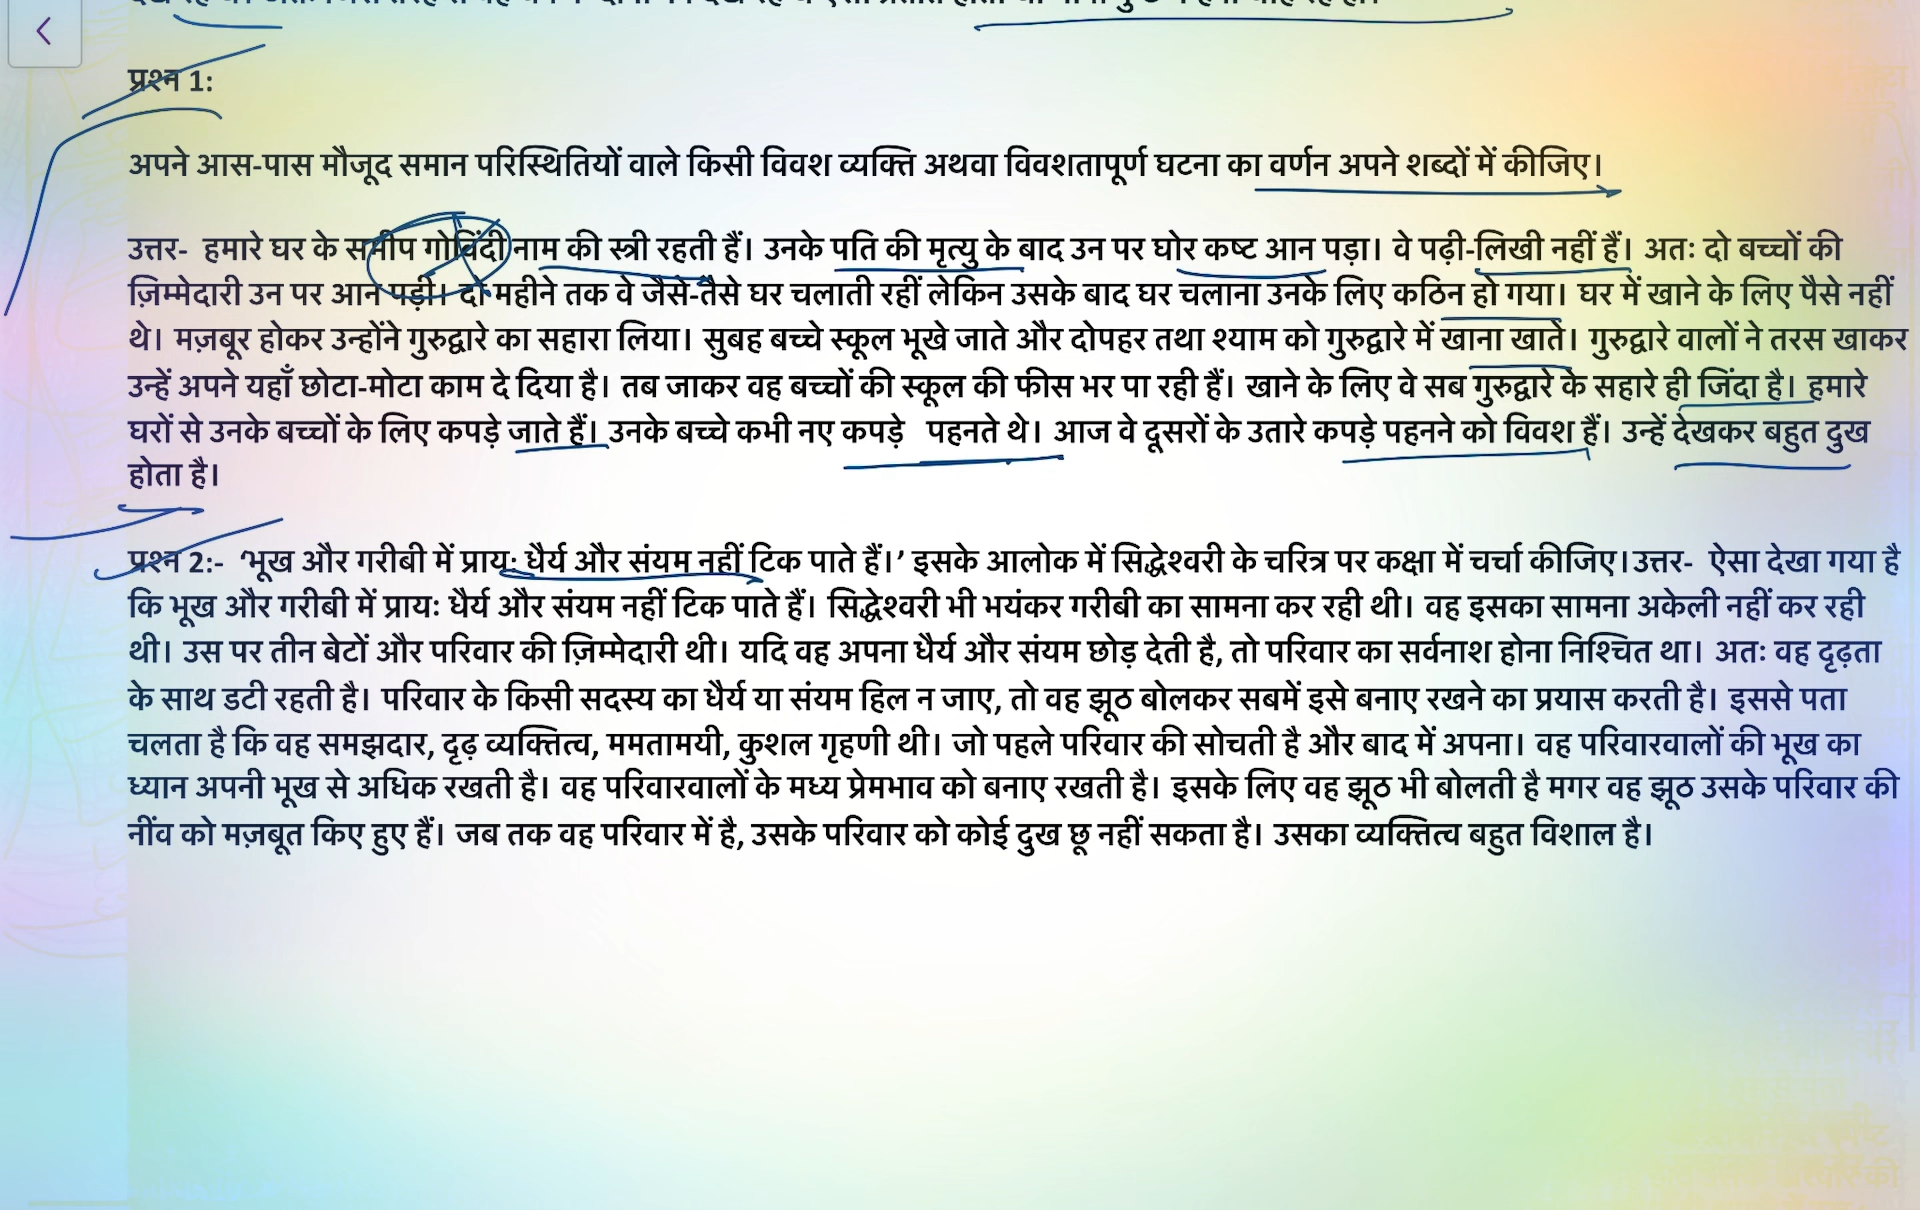 प्रश्न 1:
अपने आस-पास मौजूद समान परिस्थितियों वाले किसी विवश व्यक्ति अथवा विवशतापूर्ण घटना का वर्णन अपने शब्दों में कीजिए।
उत्तर- हमारे घर के समीप गोविंदी नाम की स्त्री रहती हैं। उनके पति की मृत्यु के बाद उन पर घोर कष्ट आन पड़ा। वे पढ़ी-लिखी नहीं हैं। अतः दो बच्चों की
ज़िम्मेदारी उन पर आन पड़ी। दो महीने तक वे जैसे-तैसे घर चलाती रहीं लेकिन उसके बाद घर चलाना उनके लिए कठिन हो गया। घर में खाने के लिए पैसे नहीं
थे। मज़बूर होकर उन्होंने गुरुद्वारे का सहारा लिया। सुबह बच्चे स्कूल भूखे जाते और दोपहर तथा श्याम को गुरुद्वारे में खाना खाते। गुरुद्वारे वालों ने तरस खाकर
उन्हें अपने यहाँ छोटा-मोटा काम दे दिया है। तब जाकर वह बच्चों की स्कूल की फीस भर पा रही हैं। खाने के लिए वे सब गुरुद्वारे के सहारे ही जिंदा है। हमारे
घरों से उनके बच्चों के लिए कपड़े जाते हैं। उनके बच्चे कभी नए कपड़े पहनते थे। आज वे दूसरों के उतारे कपड़े पहनने को विवश हैं। उन्हें देखकर बहुत दुख
होता है।
प्रश्न 2:- ‘भूख और गरीबी में प्रायः धैर्य और संयम नहीं टिक पाते हैं।’ इसके आलोक में सिद्धेश्वरी के चरित्र पर कक्षा में चर्चा कीजिए।उत्तर- ऐसा देखा गया है
कि भूख और गरीबी में प्रायः धैर्य और संयम नहीं टिक पाते हैं। सिद्धेश्वरी भी भयंकर गरीबी का सामना कर रही थी। वह इसका सामना अकेली नहीं कर रही
थी। उस पर तीन बेटों और परिवार की ज़िम्मेदारी थी। यदि वह अपना धैर्य और संयम छोड़ देती है, तो परिवार का सर्वनाश होना निश्चित था। अतः वह दृढ़ता
के साथ डटी रहती है। परिवार के किसी सदस्य का धैर्य या संयम हिल न जाए, तो वह झूठ बोलकर सबमें इसे बनाए रखने का प्रयास करती है। इससे पता
चलता है कि वह समझदार, दृढ़ व्यक्तित्व, ममतामयी, कुशल गृहणी थी। जो पहले परिवार की सोचती है और बाद में अपना। वह परिवारवालों की भूख का
ध्यान अपनी भूख से अधिक रखती है। वह परिवारवालों के मध्य प्रेमभाव को बनाए रखती है। इसके लिए वह झूठ भी बोलती है मगर वह झूठ उसके परिवार की
नींव को मज़बूत किए हुए हैं। जब तक वह परिवार में है, उसके परिवार को कोई दुख छू नहीं सकता है। उसका व्यक्तित्व बहुत विशाल है।